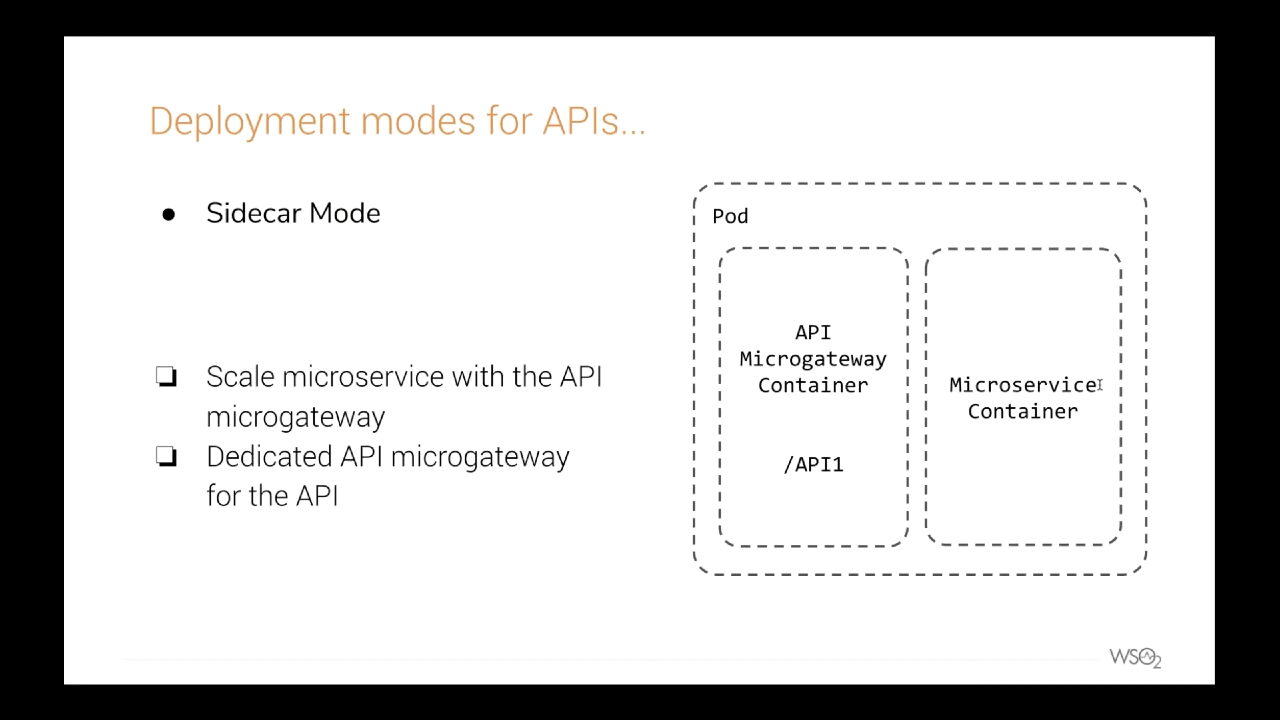 Deployment modes for APIs...
● Sidecar Mode
❏ Scale microservice with the API
microgateway
❏ Dedicated API microgateway
for the API
Pod
API
Microgateway
Container
/API1
Microservice
Container
WSO2